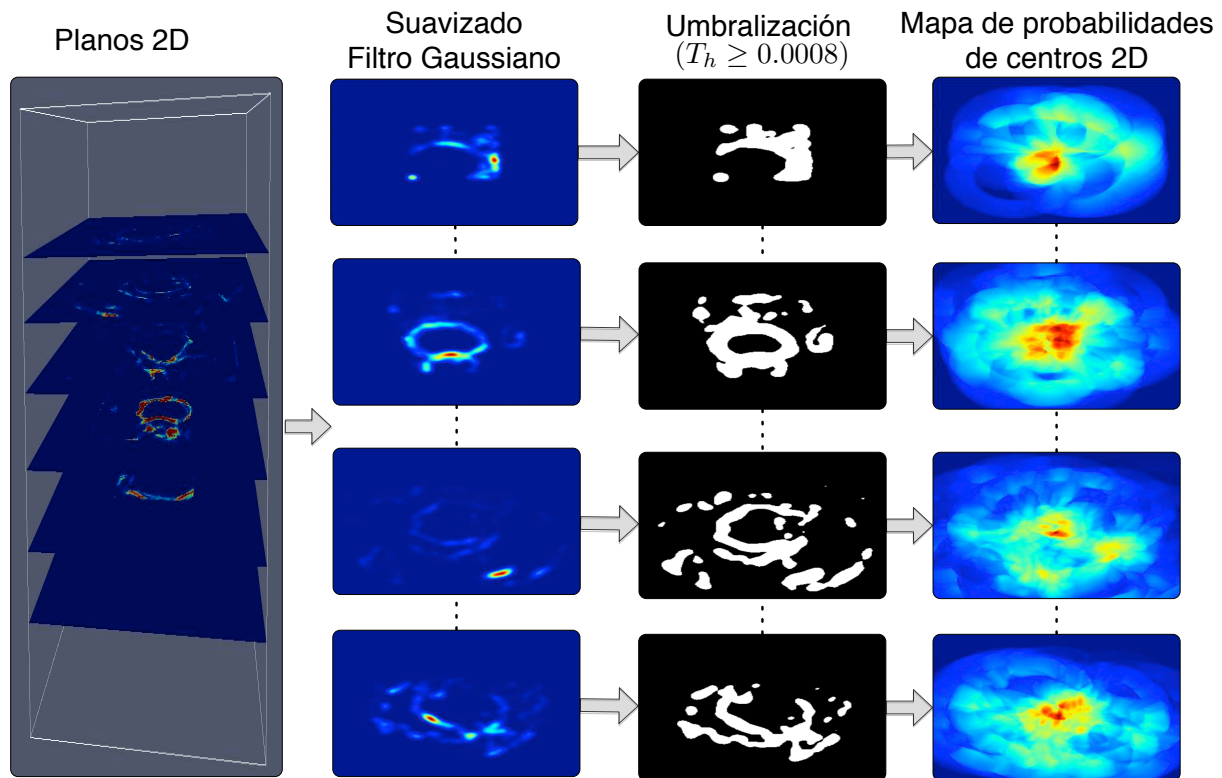 Planos 2D
Suavizado
Filtro Gaussiano
Umbralización
(T_h ≥ 0.0008)
Mapa de probabilidades
de centros 2D